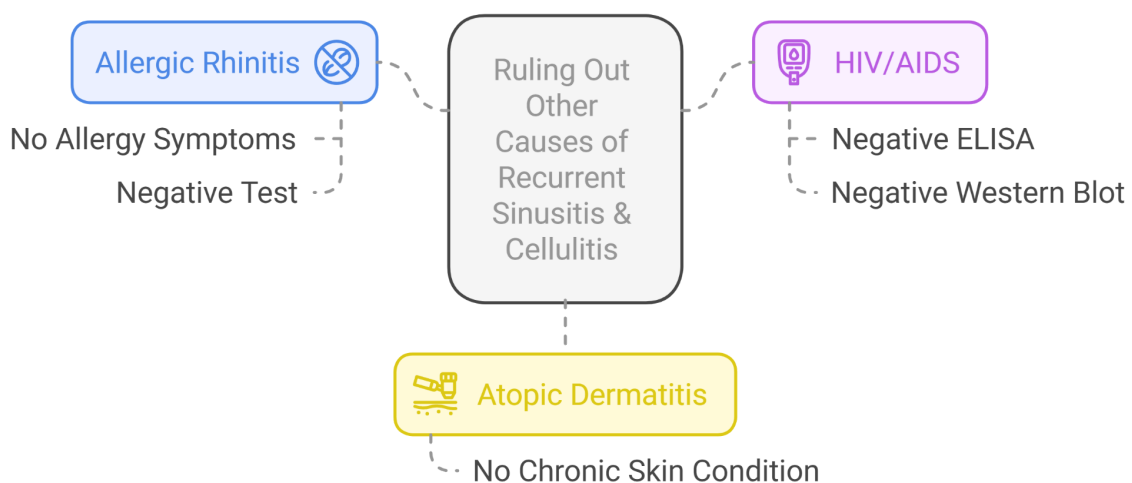 Allergic Rhinitis
No Allergy Symptoms
Negative Test
Ruling Out
Other
Causes of
Recurrent
Sinusitis &
Cellulitis
HIV/AIDS
Negative ELISA
Negative Western Blot
Atopic Dermatitis
No Chronic Skin Condition